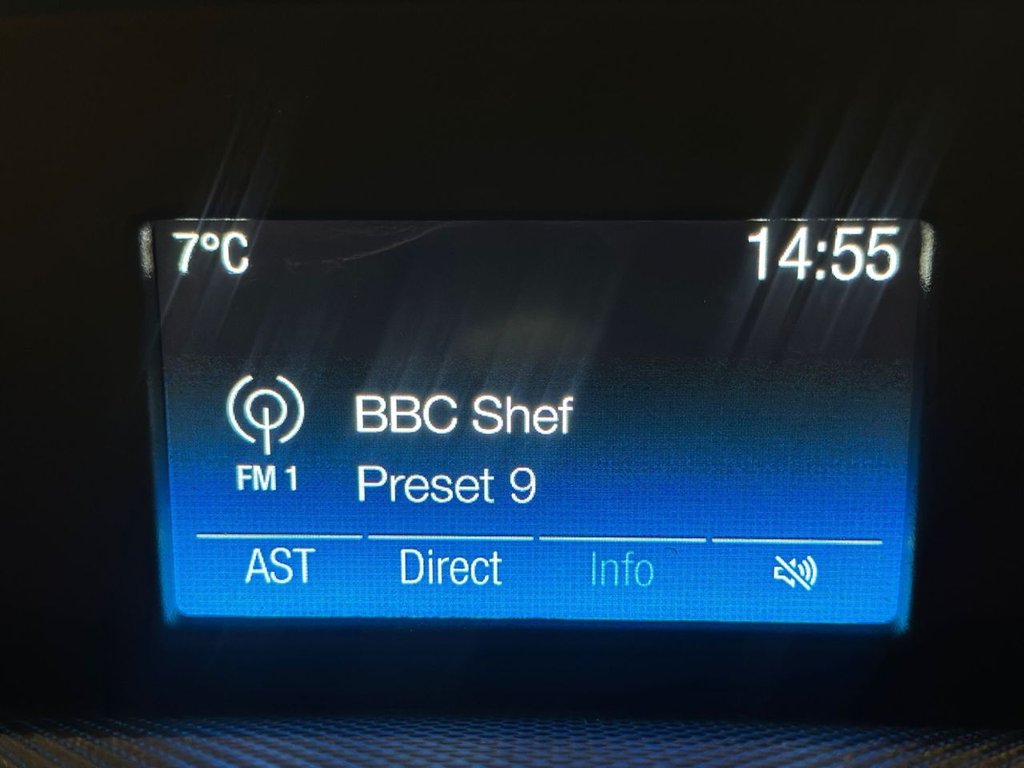 7°C 14:55
BBC Shef
FM 1
Preset 9
AST Direct Info